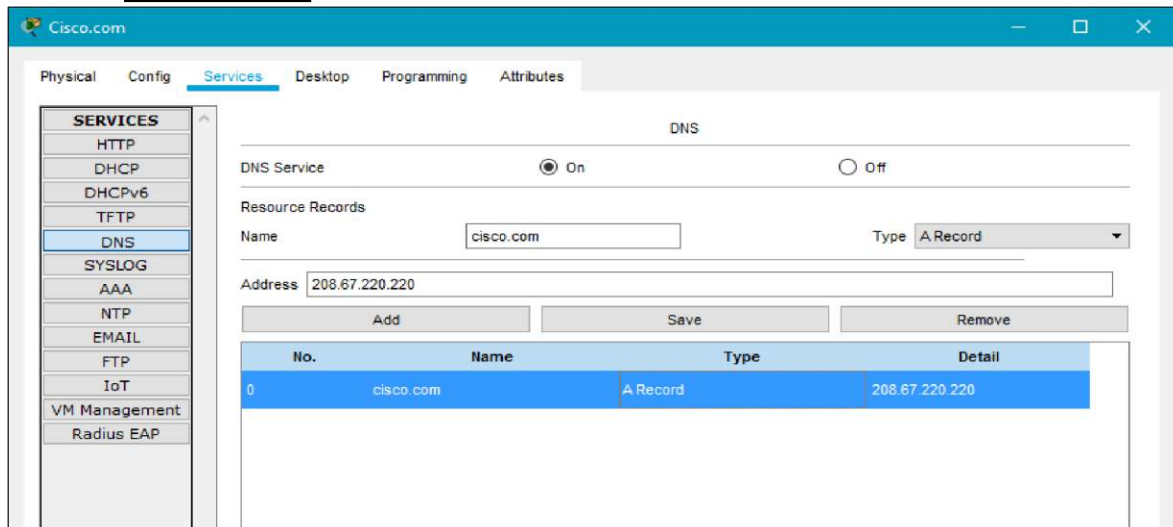 Cisco.com
Physical Config Services Desktop Programming Attributes
SERVICES
HTTP
DHCP
DHCPv6
TFTP
DNS
SYSLOG
AAA
NTP
EMAIL
FTP
IoT
VM Management
Radius EAP
DNS
DNS Service On Off
Resource Records
Name cisco.com Type A Record
Address 208.67.220.220
Add Save Remove
No. Name Type Detail
0 cisco.com A Record 208.67.220.220